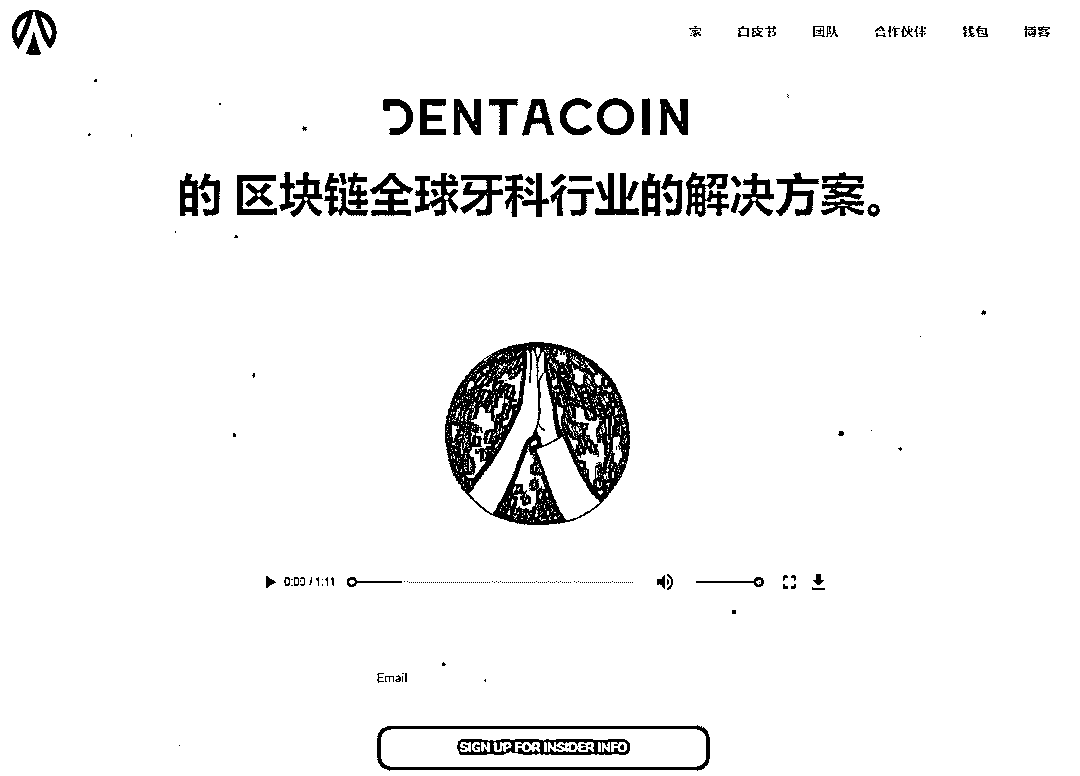 家 白皮书 团队 合作伙伴 钱包 博客
DENTACOIN
的 区块链全球牙科行业的解决方案。
0:00 / 1:11
Email
SIGN UP FOR INSIDER INFO